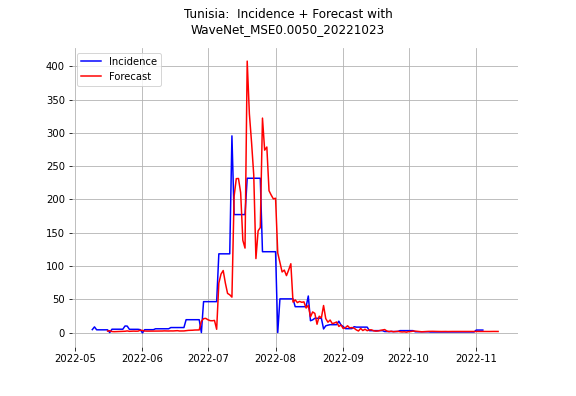 Tunisia:  Incidence + Forecast with
WaveNet_MSE0.0050_20221023
Incidence
Forecast
400
350
300
250
200
150
100
50
0
2022-05 2022-06 2022-07 2022-08 2022-09 2022-10 2022-11